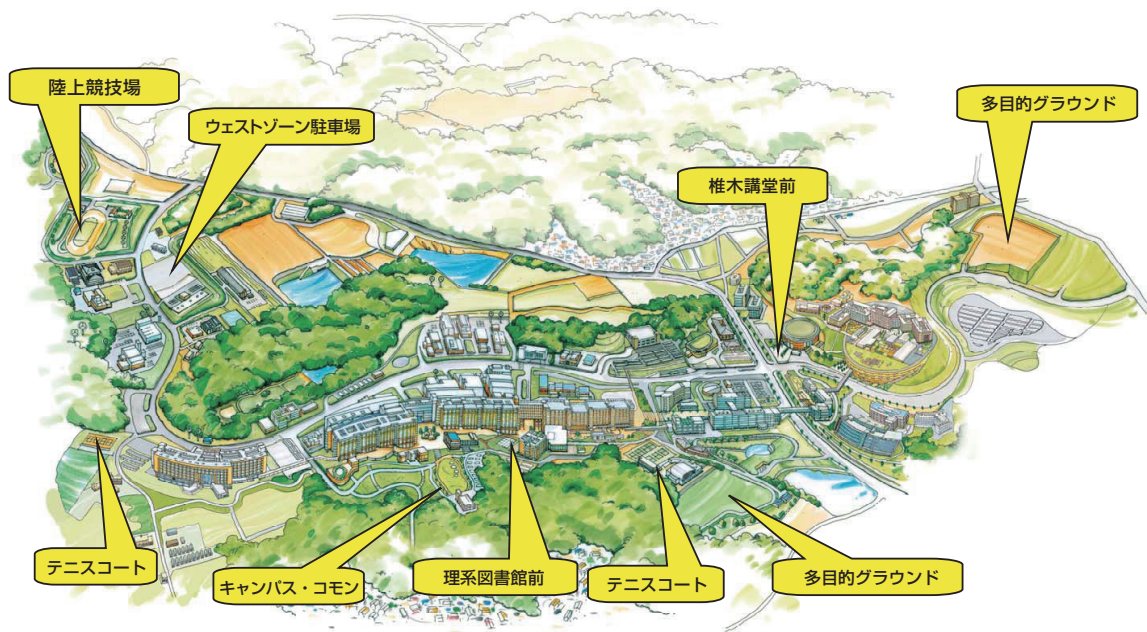 陸上競技場
ウェストゾーン駐車場
多目的グラウンド
椎木講堂前
テニスコート
キャンパス・コモン
理系図書館前
テニスコート
多目的グラウンド